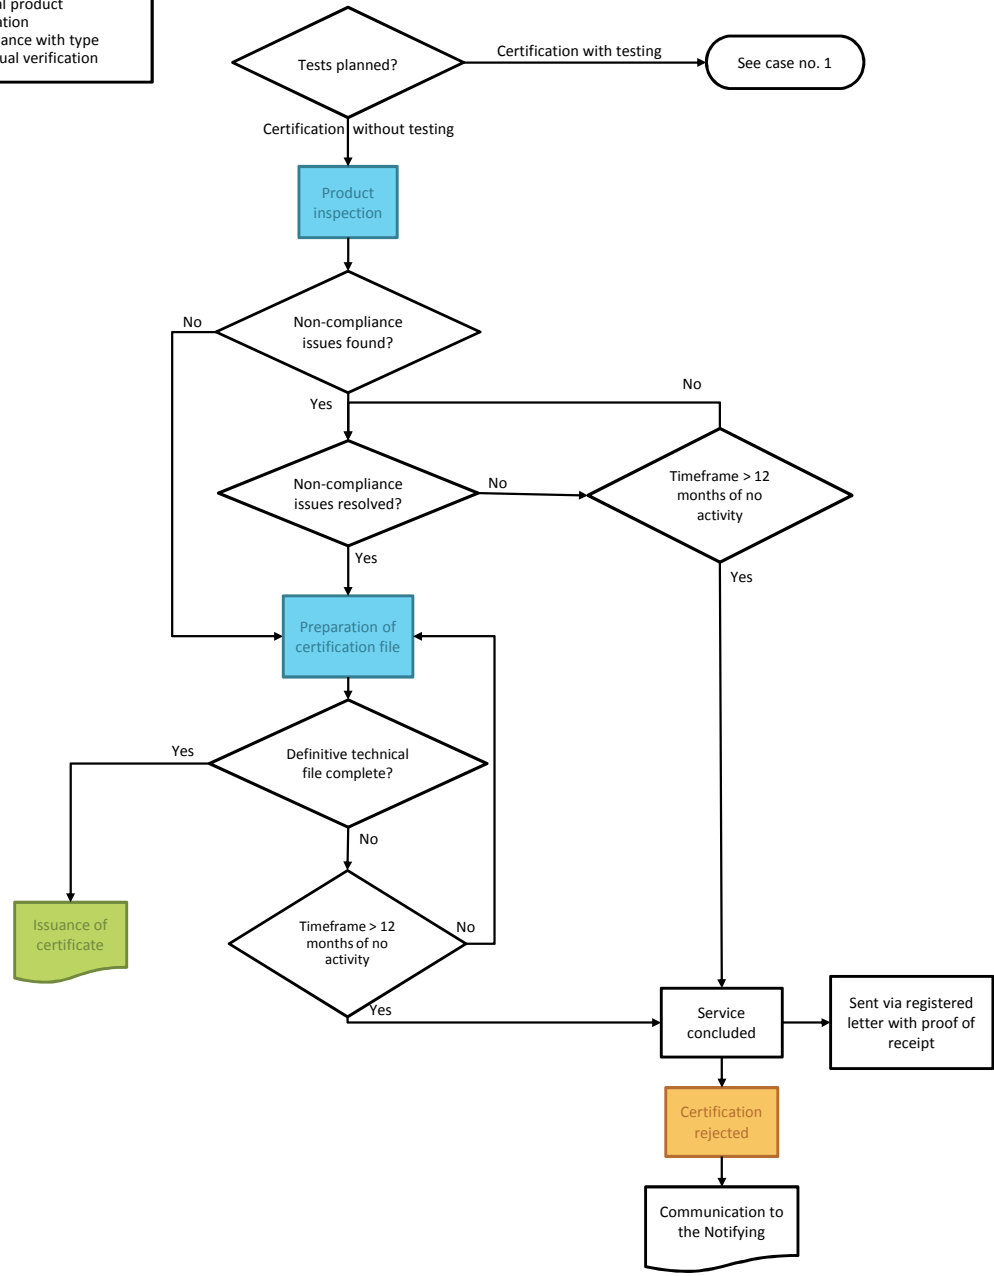 product
ance with type
verification
Tests planned?
Certification with testing
See case no. 1
Certification without testing
Product
inspection
No
Non-compliance
issues found?
Yes
No
Non-compliance
issues resolved?
No
Timeframe > 12
months of no
activity
Yes
Yes
Preparation of
certification file
Yes
Definitive technical
file complete?
No
Issuance of
certificate
Timeframe > 12
months of no
activity
No
Yes
Service
concluded
Sent via registered
letter with proof of
receipt
Certification
rejected
Communication to
the Notifying